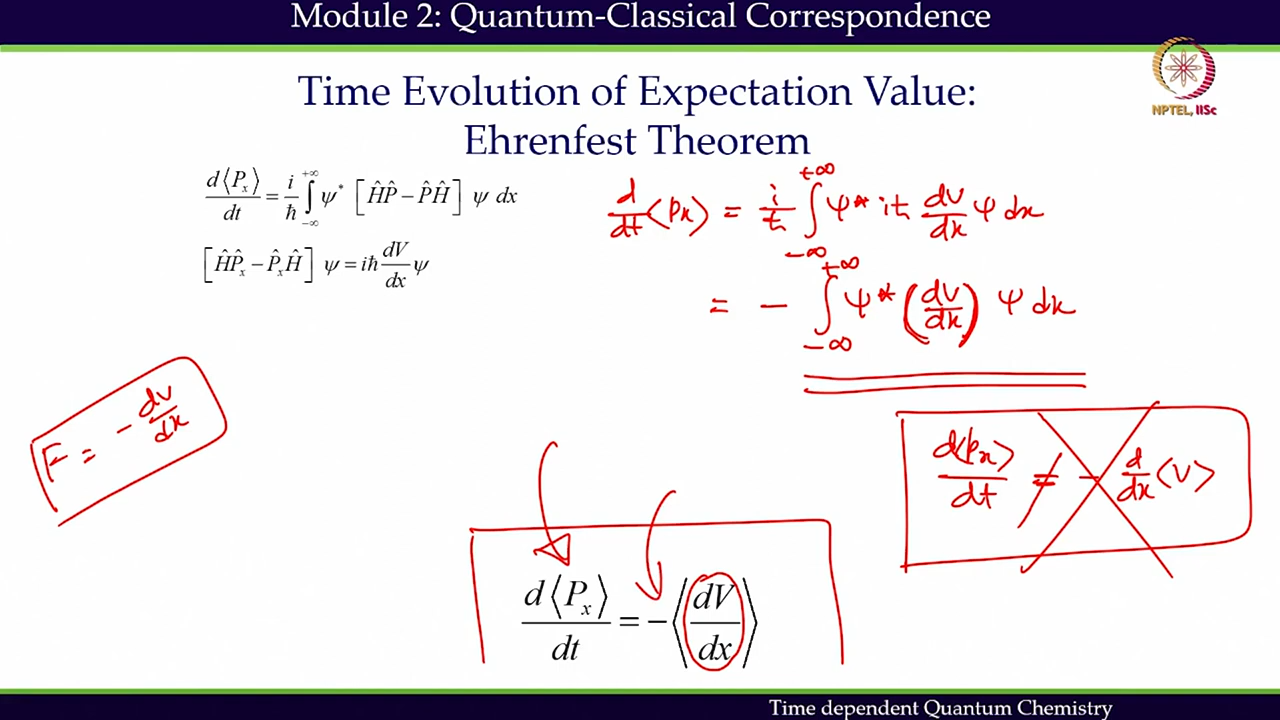 Module 2: Quantum-Classical Correspondence
NPTEL, IISc
Time Evolution of Expectation Value:
Ehrenfest Theorem
d⟨Pₓ⟩/dt = i/ħ ∫_{-∞}^{+∞} ψ* [ĤP̂ − P̂Ĥ] ψ dx
[ĤP̂ₓ − P̂ₓĤ] ψ = iħ dV/dx ψ
d/dt ⟨Px⟩ = i/ħ ∫_{-∞}^{+∞} ψ* iħ dV/dx ψ dx
= − ∫_{-∞}^{+∞} ψ* (dV/dx) ψ dx
F = − dV/dx
d⟨Px⟩/dt ≠ − d/dx ⟨V⟩
d⟨Pₓ⟩/dt = −⟨dV/dx⟩
Time dependent Quantum Chemistry